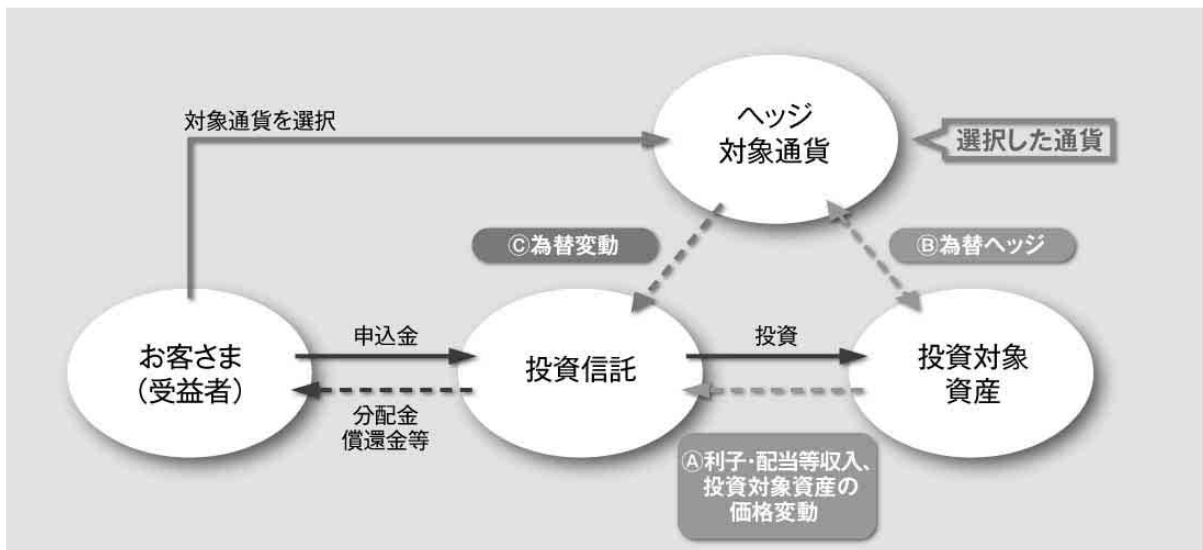 ヘッジ
対象通貨
対象通貨を選択
選択した通貨
Ⓒ為替変動
Ⓑ為替ヘッジ
お客さま
(受益者)
申込金
分配金
償還金等
投資信託
投資
投資対象
資産
Ⓐ利子・配当等収入、
投資対象資産の
価格変動